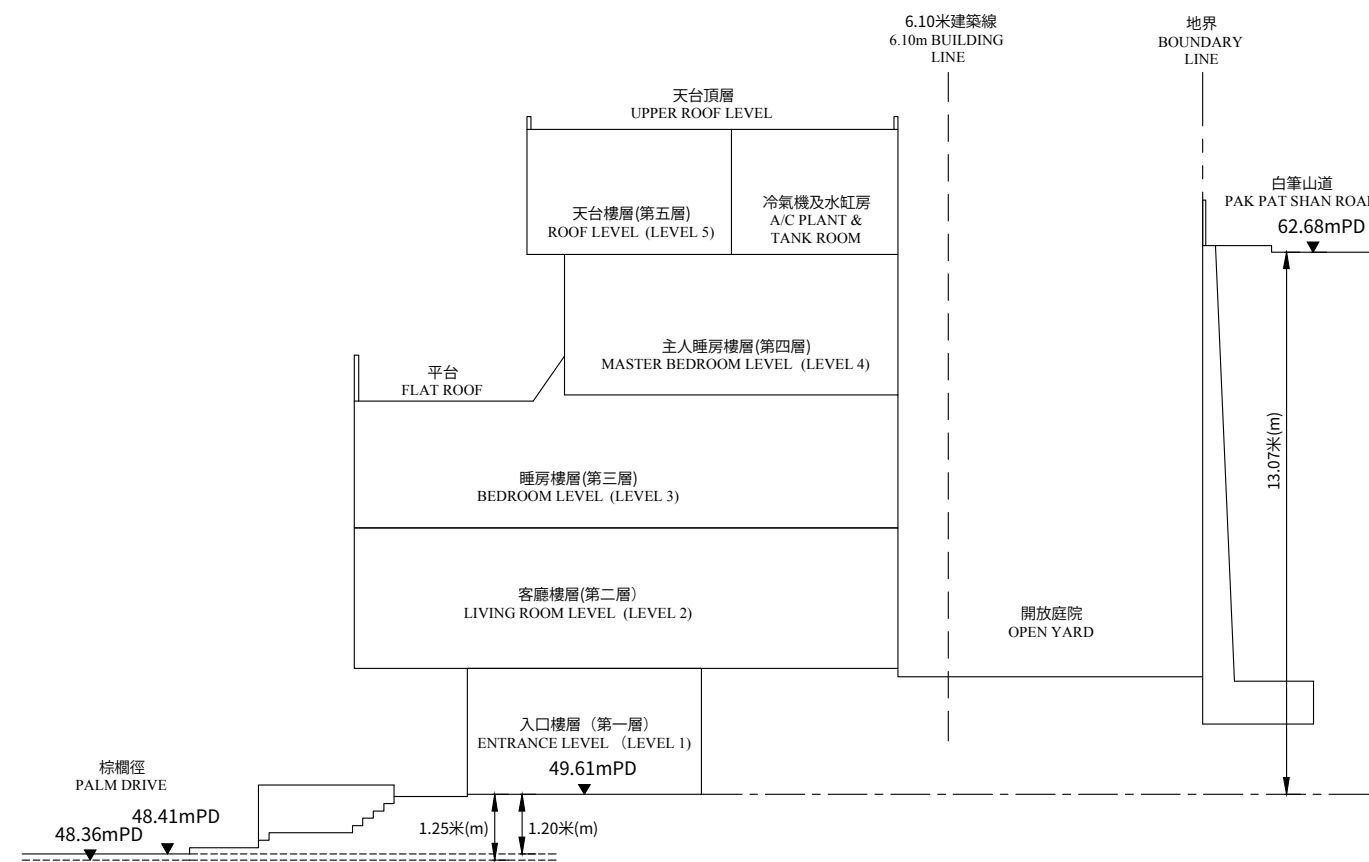 6.10米建築線
6.10m BUILDING
LINE
地界
BOUNDARY
LINE
天台頂層
UPPER ROOF LEVEL
白筆山道
PAK PAT SHAN ROA
62.68mPD
天台樓層(第五層)
ROOF LEVEL (LEVEL 5)
冷氣機及水缸房
A/C PLANT &
TANK ROOM
主人睡房樓層(第四層)
MASTER BEDROOM LEVEL (LEVEL 4)
平台
FLAT ROOF
13.07米(m)
睡房樓層(第三層)
BEDROOM LEVEL (LEVEL 3)
客廳樓層(第二層)
LIVING ROOM LEVEL (LEVEL 2)
開放庭院
OPEN YARD
入口樓層（第一層）
ENTRANCE LEVEL （LEVEL 1)
49.61mPD
棕櫚徑
PALM DRIVE
48.41mPD
48.36mPD
1.25米(m)
1.20米(m)